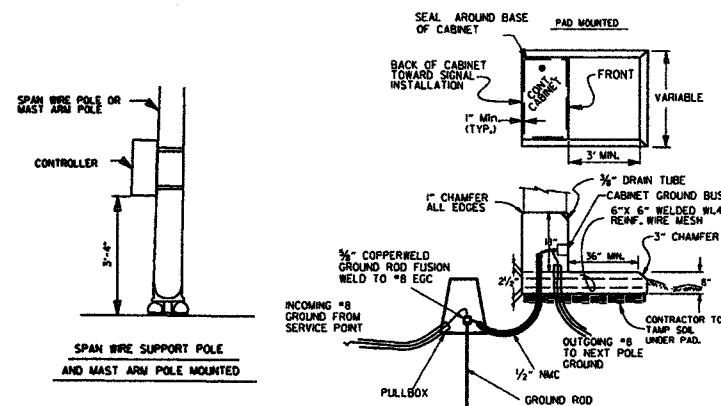 SPAN WIRE POLE OR
MAST ARM POLE
CONTROLLER
3'-4"
SPAN WIRE SUPPORT POLE
AND MAST ARM POLE MOUNTED
SEAL AROUND BASE
OF CABINET
PAD MOUNTED
BACK OF CABINET
TOWARD SIGNAL
INSTALLATION
CONT.
CABINET
FRONT
VARIABLE
1" Min.
(TYP.)
3' MIN.
3/8" DRAIN TUBE
1" CHAMFER
ALL EDGES
CABINET GROUND BUS
6"X 6" WELDED W1.4
REINF. WIRE MESH
3" CHAMFER
18"
36" MIN.
5/8" COPPERWELD
GROUND ROD FUSION
WELD TO #8 EGC
2½"
INCOMING #8
GROUND FROM
SERVICE POINT
CONTRACTOR TO
TAMP SOIL
UNDER PAD.
OUTGOING #8
TO NEXT POLE
GROUND
PULLBOX
½" NMC
GROUND ROD